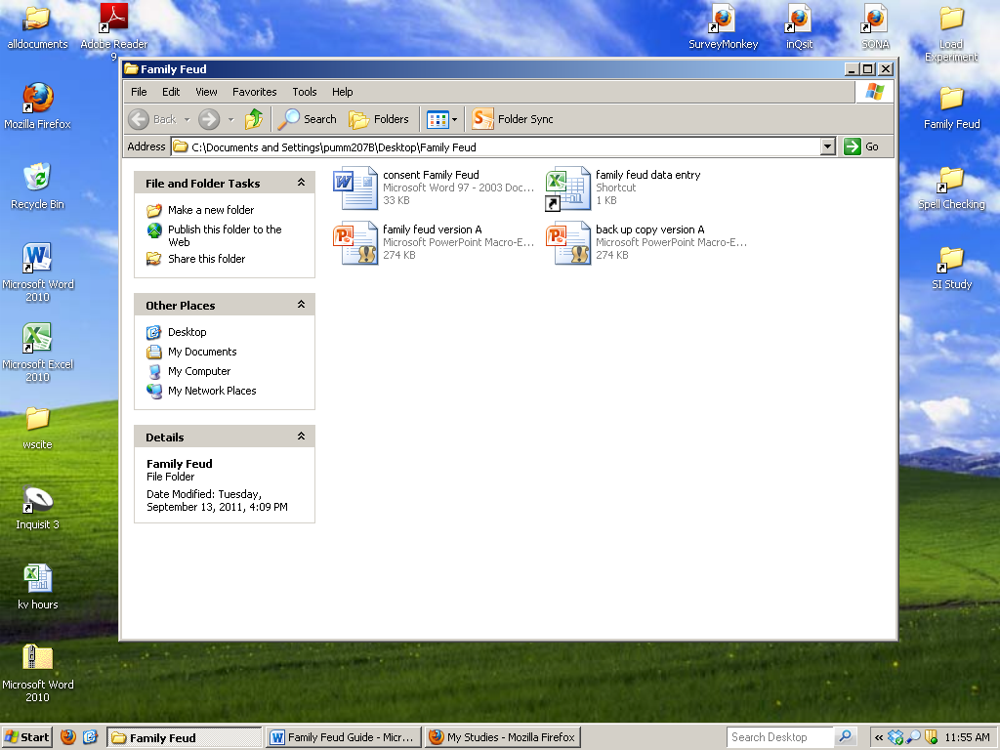 alldocuments
Adobe Reader
9
SurveyMonkey
inQsit
SONA
Load
Experiment
Mozilla Firefox
Recycle Bin
Microsoft Word
2010
Microsoft Excel
2010
wscite
Inquisit 3
kv hours
Microsoft Word
2010
Family Feud
Spell Checking
SI Study
Family Feud
File Edit View Favorites Tools Help
Back Search Folders Folder Sync
Address C:\Documents and Settings\pumm207B\Desktop\Family Feud Go
File and Folder Tasks
Make a new folder
Publish this folder to the
Web
Share this folder
Other Places
Desktop
My Documents
My Computer
My Network Places
Details
Family Feud
File Folder
Date Modified: Tuesday,
September 13, 2011, 4:09 PM
consent Family Feud
Microsoft Word 97 - 2003 Doc...
33 KB
family feud data entry
Shortcut
1 KB
family feud version A
Microsoft PowerPoint Macro-E...
274 KB
back up copy version A
Microsoft PowerPoint Macro-E...
274 KB
Start Family Feud Family Feud Guide - Micr... My Studies - Mozilla Firefox Search Desktop « 11:55 AM